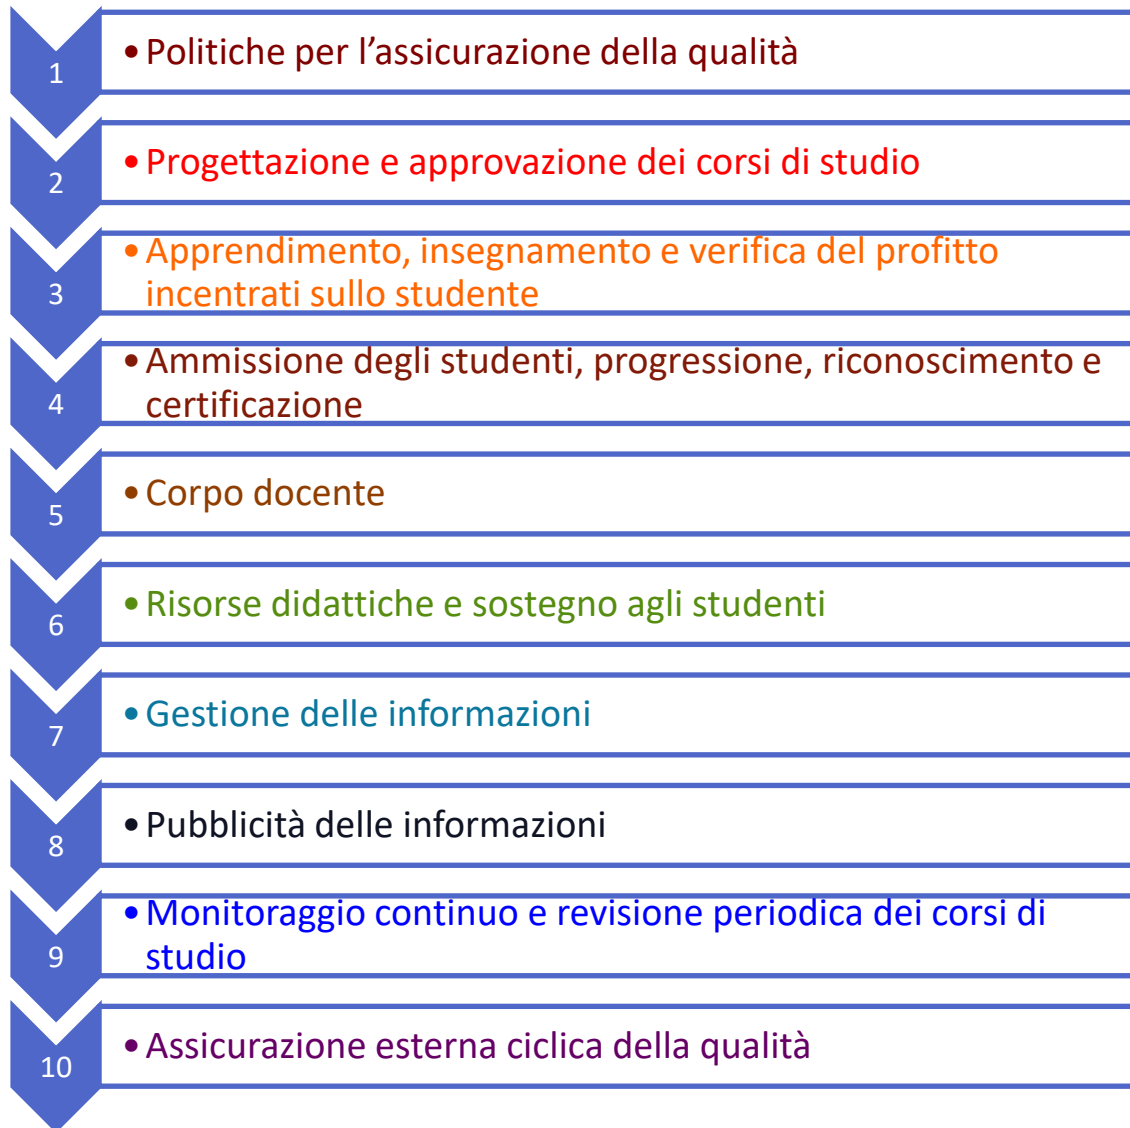 1
• Politiche per l’assicurazione della qualità
2
• Progettazione e approvazione dei corsi di studio
3
• Apprendimento, insegnamento e verifica del profitto
incentrati sullo studente
4
• Ammissione degli studenti, progressione, riconoscimento e
certificazione
5
• Corpo docente
6
• Risorse didattiche e sostegno agli studenti
7
• Gestione delle informazioni
8
• Pubblicità delle informazioni
9
• Monitoraggio continuo e revisione periodica dei corsi di
studio
10
• Assicurazione esterna ciclica della qualità